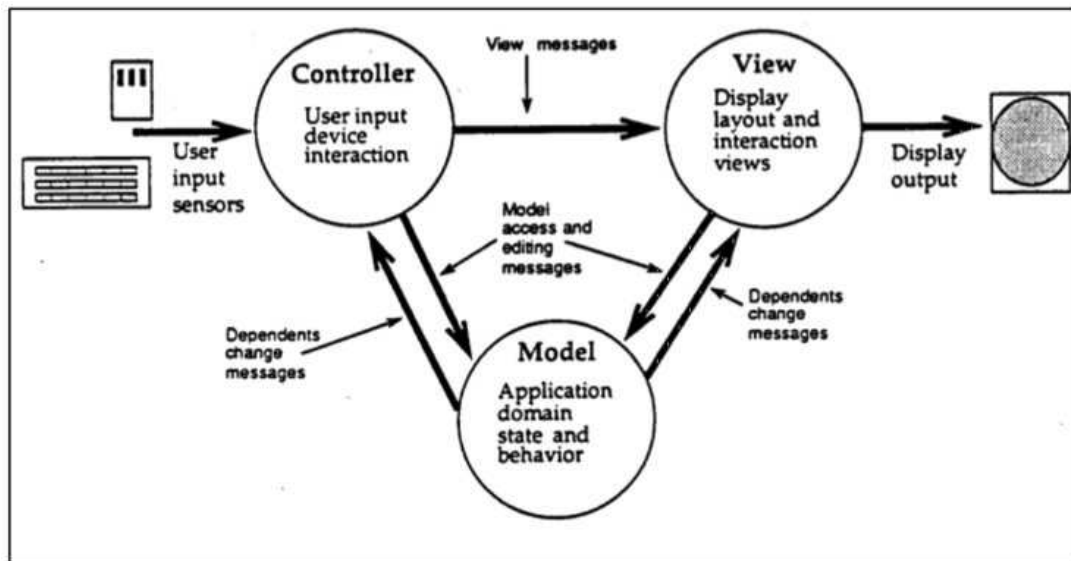 View messages
Controller
User input
device
interaction
View
Display
layout and
interaction
views
User
input
sensors
Display
output
Model
access and
editing
messages
Dependents
change
messages
Dependents
change
messages
Model
Application
domain
state and
behavior